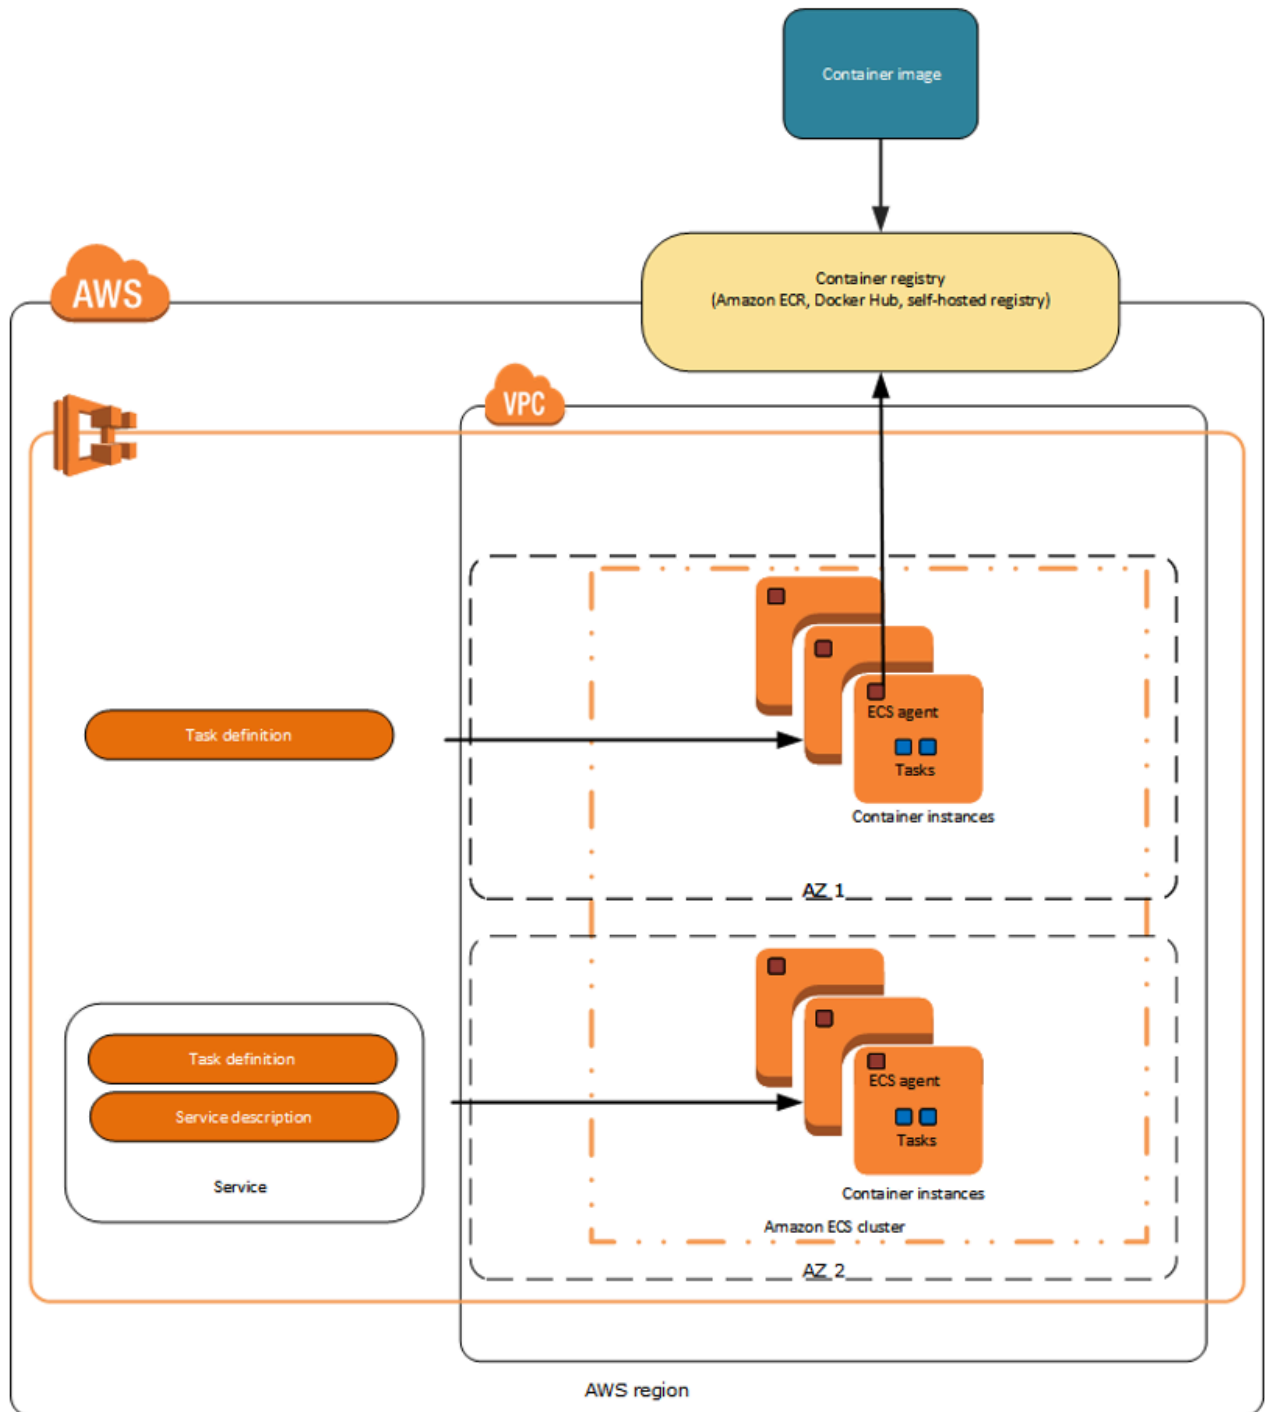 Container image
Container registry
(Amazon ECR, Docker Hub, self-hosted registry)
AWS
VPC
ECS agent
Task definition
Tasks
Container instances
AZ 1
ECS agent
Task definition
Service description
Tasks
Service
Container instances
Amazon ECS cluster
AZ 2
AWS region